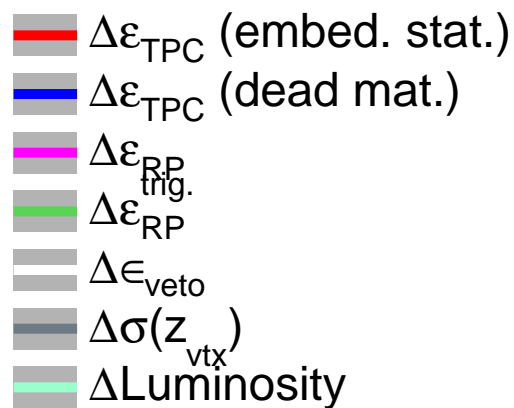 Δε_TPC (embed. stat.)
Δε_TPC (dead mat.)
Δε_RP trig.
Δε_RP
Δ∈_veto
Δσ(z_vtx)
ΔLuminosity